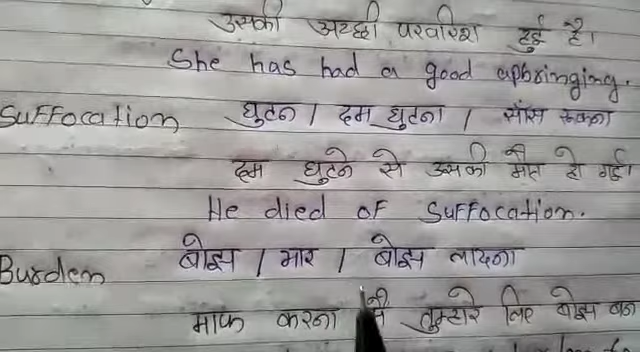 उसकी अच्छी परवरिश हुई है।
She has had a good upbringing.
Suffocation घुटन / दम घुटना / साँस रुकना
दम घुटने से उसकी मौत हो गई।
He died of suffocation.
Burden बोझ / भार / बोझ लादना
माफ करना मैं तुम्हारे लिए बोझ बन